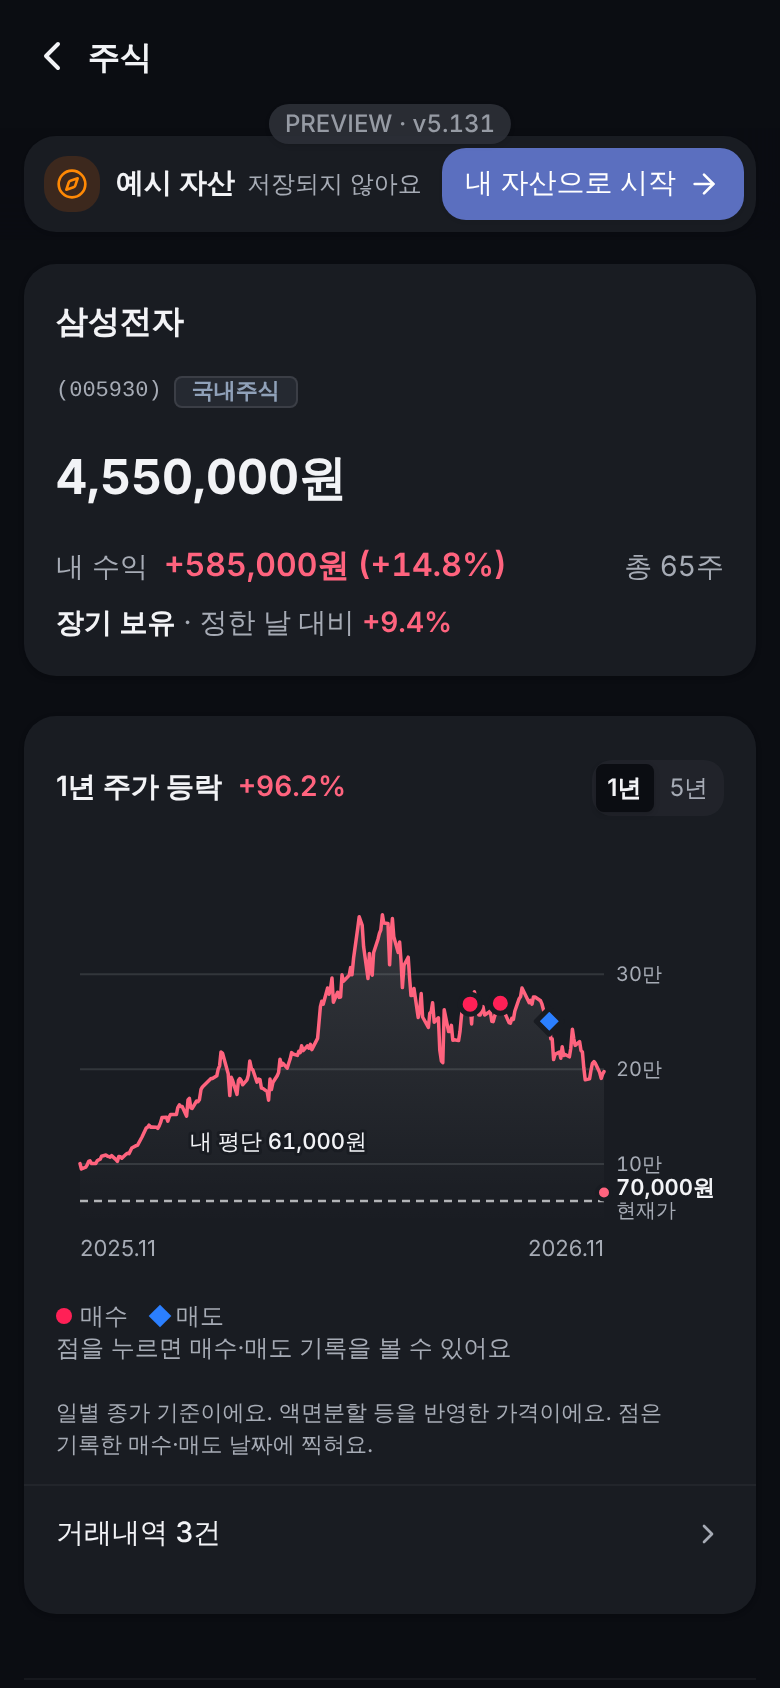 주식
PREVIEW · v5.131
예시 자산 저장되지 않아요 내 자산으로 시작 →
삼성전자
(005930) 국내주식
4,550,000원
내 수익 +585,000원 (+14.8%) 총 65주
장기 보유 · 정한 날 대비 +9.4%
1년 주가 등락 +96.2% 1년 5년
30만
20만
내 평단 61,000원
10만
70,000원
현재가
2025.11 2026.11
매수 매도
점을 누르면 매수·매도 기록을 볼 수 있어요
일별 종가 기준이에요. 액면분할 등을 반영한 가격이에요. 점은
기록한 매수·매도 날짜에 찍혀요.
거래내역 3건